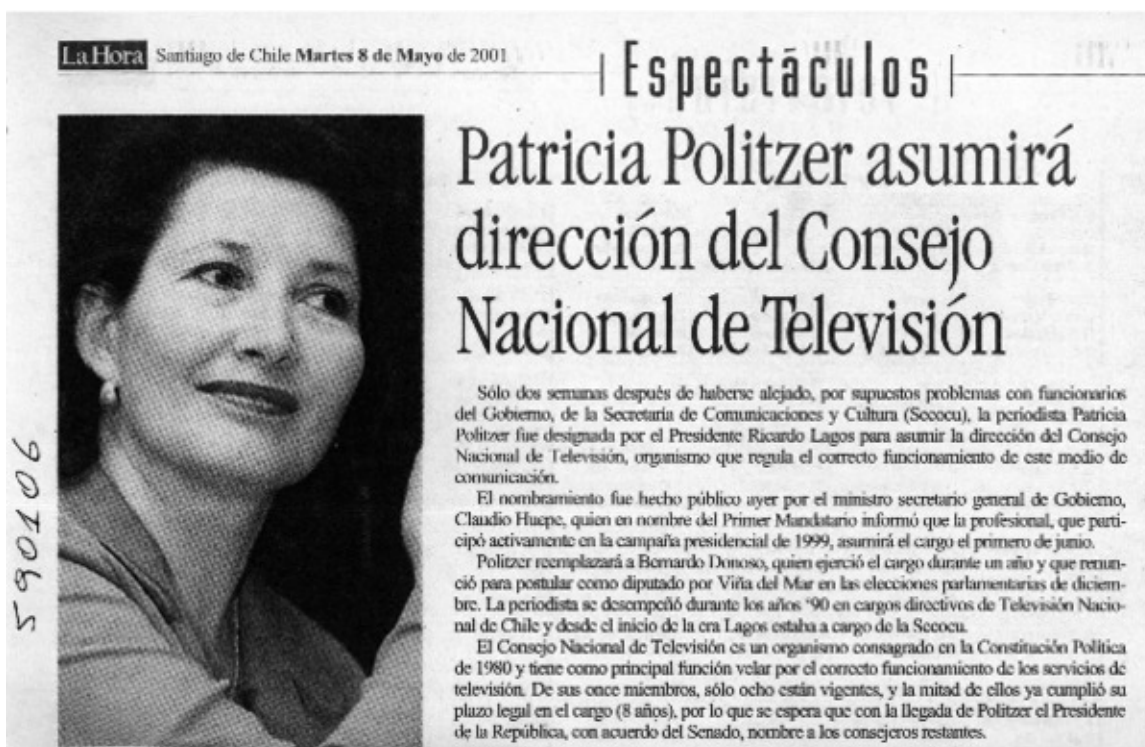 La Hora Santiago de Chile Martes 8 de Mayo de 2001
Espectáculos
Patricia Politzer asumirá
dirección del Consejo
Nacional de Televisión
Sólo dos semanas después de haberse alejado, por supuestos problemas con funcionarios
del Gobierno, de la Secretaría de Comunicaciones y Cultura (Sococu), la periodista Patricia
Politzer fue designada por el Presidente Ricardo Lagos para asumir la dirección del Consejo
Nacional de Televisión, organismo que regula el correcto funcionamiento de este medio de
comunicación.
El nombramiento fue hecho público ayer por el ministro secretario general de Gobierno,
Claudio Huepe, quien en nombre del Primer Mandatario informó que la profesional, que parti-
cipó activamente en la campaña presidencial de 1999, asumirá el cargo el primero de junio.
Politzer reemplazará a Bernardo Donoso, quien ejerció el cargo durante un año y que renun-
ció para postular como diputado por Viña del Mar en las elecciones parlamentarias de diciem-
bre. La periodista se desempeñó durante los años '90 en cargos directivos de Televisión Nacio-
nal de Chile y desde el inicio de la era Lagos estaba a cargo de la Secocu.
El Consejo Nacional de Televisión es un organismo consagrado en la Constitución Política
de 1980 y tiene como principal función velar por el correcto funcionamiento de los servicios de
televisión. De sus once miembros, sólo ocho están vigentes, y la mitad de ellos ya cumplió su
plazo legal en el cargo (8 años), por lo que se espera que con la llegada de Politzer el Presidente
de la República, con acuerdo del Senado, nombre a los consejeros restantes.
590106